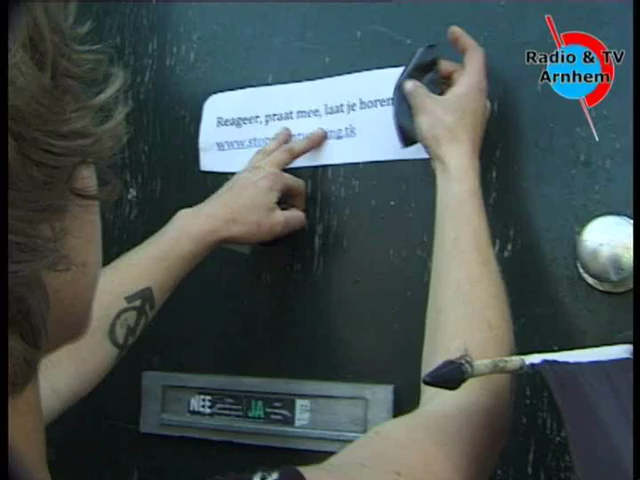 Radio & TV
Arnhem
Reageer, praat mee, laat je horen
NEE
JA